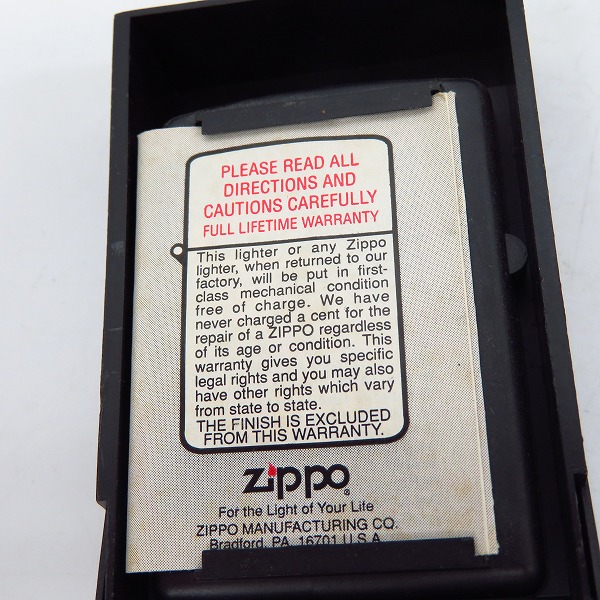 PLEASE READ ALL
DIRECTIONS AND
CAUTIONS CAREFULLY
FULL LIFETIME WARRANTY
This lighter or any Zippo
lighter, when returned to our
factory, will be put in first-
class mechanical condition
free of charge. We have
never charged a cent for the
repair of a ZIPPO regardless
of its age or condition. This
warranty gives you specific
legal rights and you may also
have other rights which vary
from state to state.
THE FINISH IS EXCLUDED
FROM THIS WARRANTY.
zippo®
For the Light of Your Life
ZIPPO MANUFACTURING CO.
Bradford, PA 16701 U.S.A.